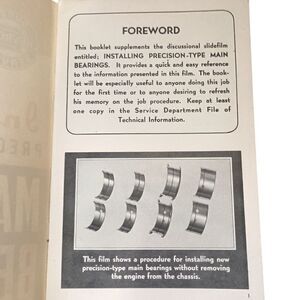 FOREWORD
This booklet supplements the discussional slidefilm
entitled; INSTALLING PRECISION-TYPE MAIN
BEARINGS. It provides a quick and easy reference
to the information presented in this film. The book-
let will be especially useful to anyone doing this job
for the first time or to anyone desiring to refresh
his memory on the job procedure. Keep at least
one copy in the Service Department File of
Technical Information.
This film shows a procedure for installing new
precision-type main bearings without removing
the engine from the chassis.
1